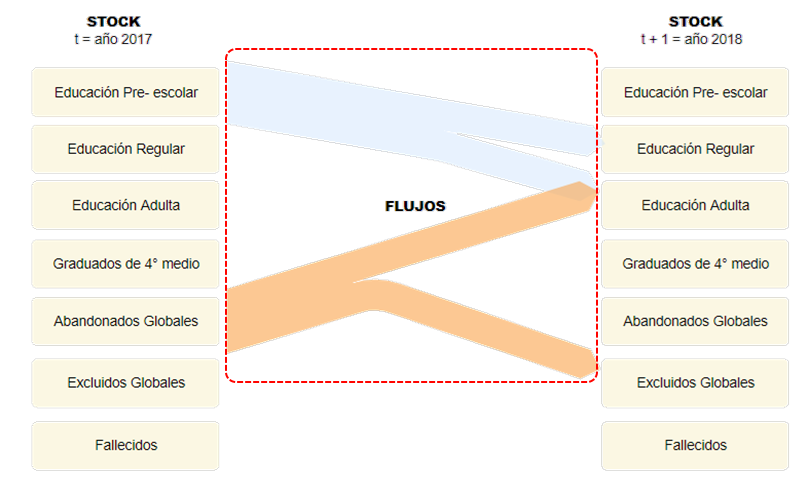 STOCK
t = año 2017
STOCK
t + 1 = año 2018
Educación Pre- escolar
Educación Pre- escolar
Educación Regular
Educación Regular
Educación Adulta
FLUJOS
Educación Adulta
Graduados de 4° medio
Graduados de 4° medio
Abandonados Globales
Abandonados Globales
Excluidos Globales
Excluidos Globales
Fallecidos
Fallecidos